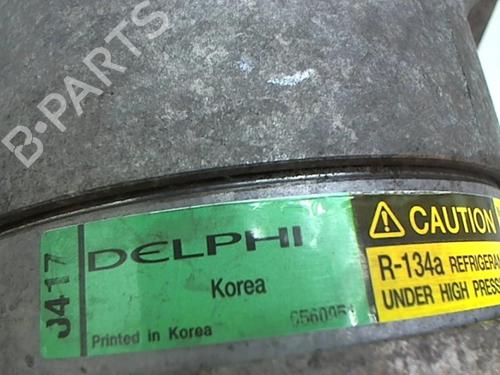 B-PARTS
J417
DELPHI
Korea
Printed in Korea
CAUTION
R-134a REFRIGERAN
UNDER HIGH PRESS